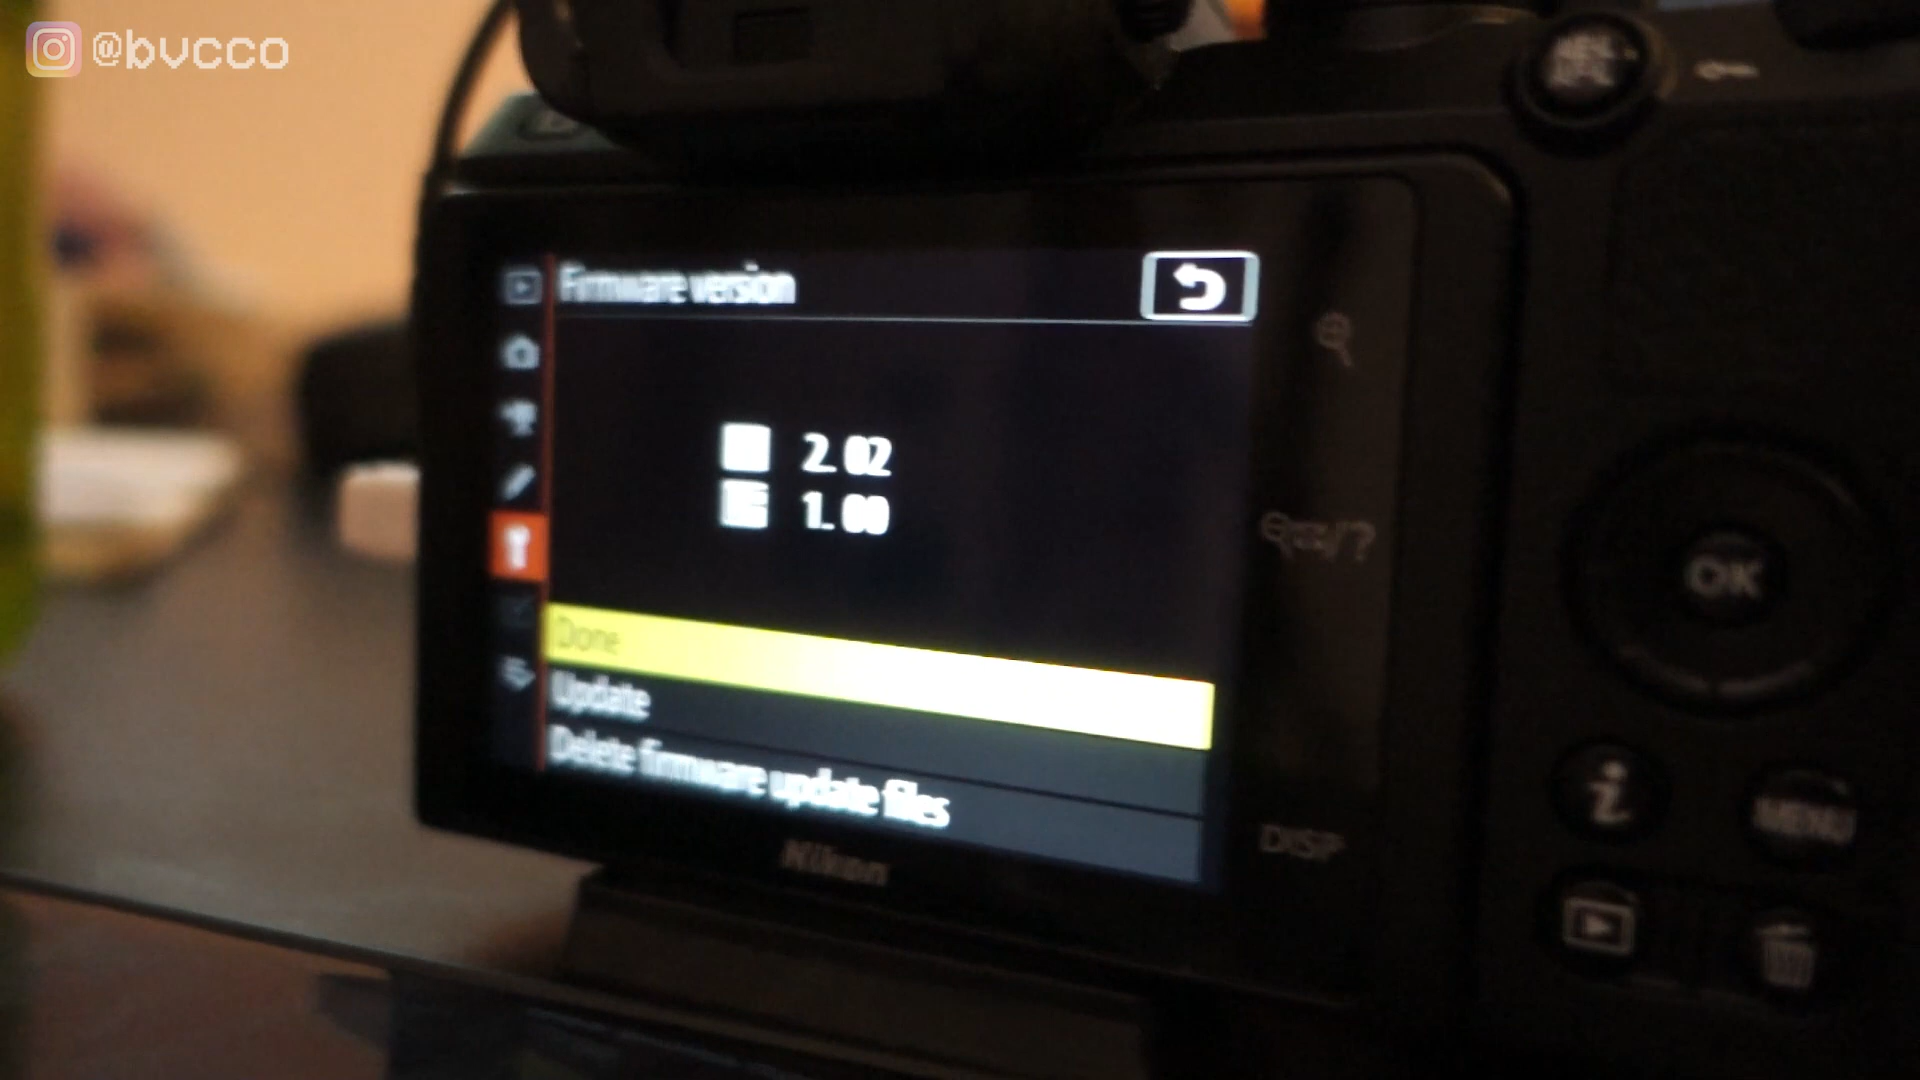 @bvcco
Firmware version
2.02
1.00
Done
Update
Delete firmware update files
Nikon
?
OK
i
MENU
DISP